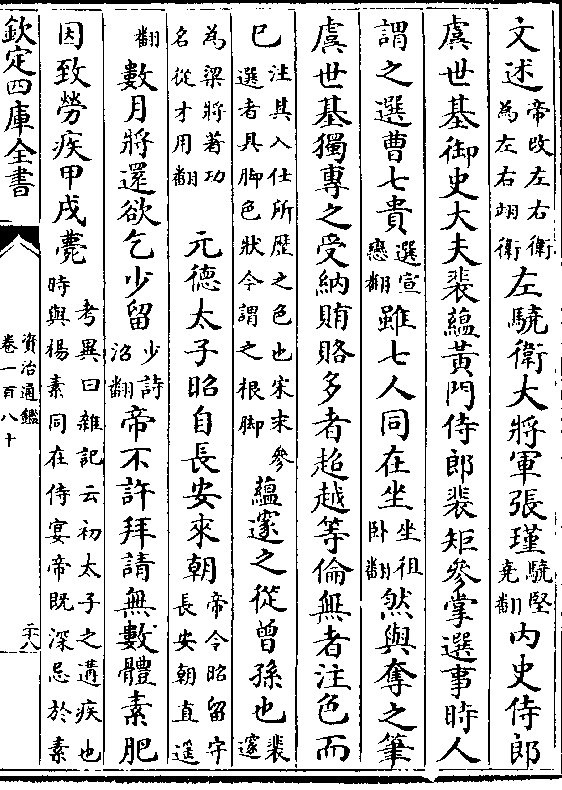 文述帝改左右衛為左右翊衛左驍衛大將軍張瑾驍堅堯翻内史侍郎
虞世基御史大夫裴蘊黄門侍郎裴矩參掌選事時人
謂之選曹七貴選宣戀翻雖七人同在坐坐祖卧翻然與奪之筆
虞世基獨專之受納賄賂多者超越等倫無者注色而
已注其入仕所歴之色也宋末參選者具脚色狀今謂之根脚蘊邃之從曾孫也裴邃
為梁將著功名從才用翻元德太子昭自長安來朝帝令昭留守長安朝直遥
翻數月將還欲乞少留少詩沼翻帝不許拜請無數體素肥
因致勞疾甲戌薨考異曰雜記云初太子之遘疾也時與楊素同在侍宴帝既深忌於素
欽定四庫全書
資治通鑑
卷一百八十
二十八